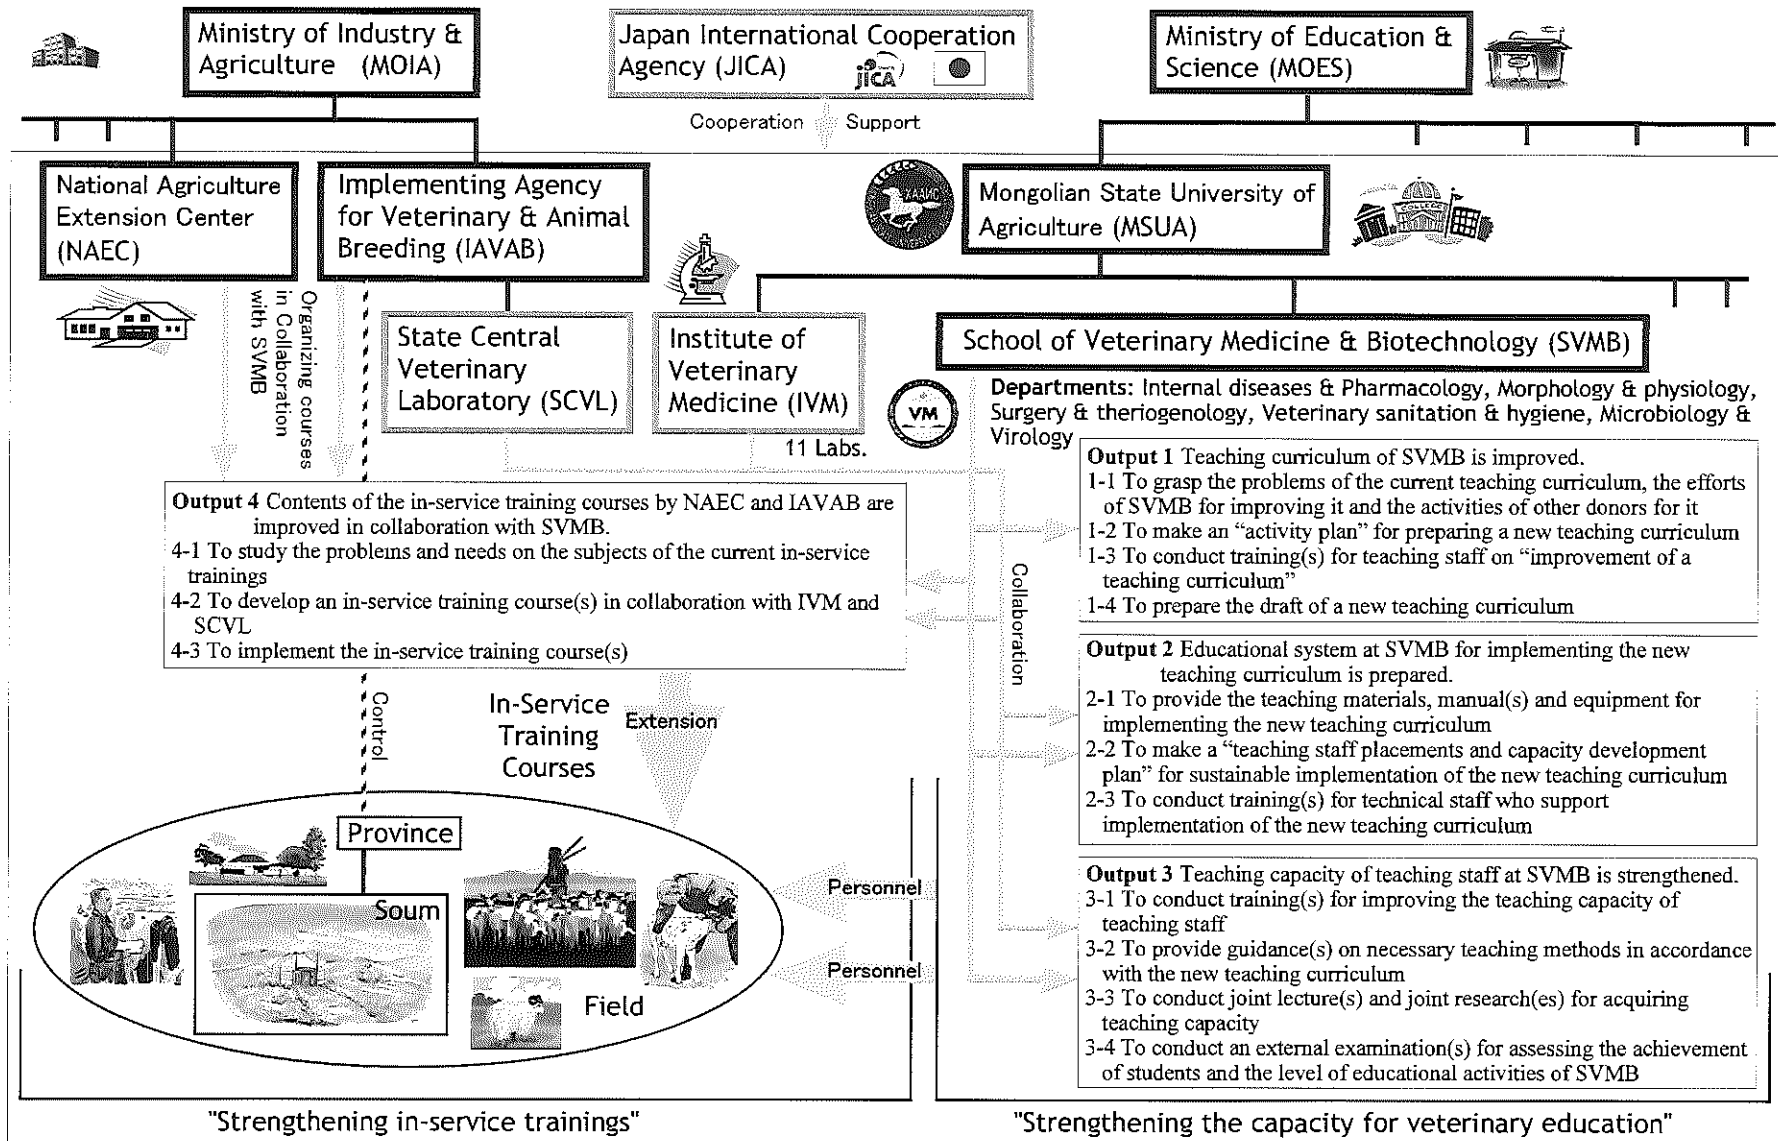 Ministry of Industry &
Agriculture (MOIA)
Japan International Cooperation
Agency (JICA)
JICA
Ministry of Education &
Science (MOES)
Cooperation
Support
National Agriculture
Extension Center
(NAEC)
Implementing Agency
for Veterinary & Animal
Breeding (IAVAB)
Mongolian State University of
Agriculture (MSUA)
COLLEGE
Organizing courses
in Collaboration
with SVMB
State Central
Veterinary
Laboratory (SCVL)
Institute of
Veterinary
Medicine (IVM)
11 Labs.
School of Veterinary Medicine & Biotechnology (SVMB)
VM
Departments: Internal diseases & Pharmacology, Morphology & physiology,
Surgery & theriogenology, Veterinary sanitation & hygiene, Microbiology &
Virology
Output 1 Teaching curriculum of SVMB is improved.
1-1 To grasp the problems of the current teaching curriculum, the efforts
of SVMB for improving it and the activities of other donors for it
1-2 To make an “activity plan” for preparing a new teaching curriculum
1-3 To conduct training(s) for teaching staff on “improvement of a
teaching curriculum”
1-4 To prepare the draft of a new teaching curriculum
Output 4 Contents of the in-service training courses by NAEC and IAVAB are
improved in collaboration with SVMB.
4-1 To study the problems and needs on the subjects of the current in-service
trainings
4-2 To develop an in-service training course(s) in collaboration with IVM and
SCVL
4-3 To implement the in-service training course(s)
Collaboration
Output 2 Educational system at SVMB for implementing the new
teaching curriculum is prepared.
2-1 To provide the teaching materials, manual(s) and equipment for
implementing the new teaching curriculum
2-2 To make a “teaching staff placements and capacity development
plan” for sustainable implementation of the new teaching curriculum
2-3 To conduct training(s) for technical staff who support
implementation of the new teaching curriculum
Control
In-Service
Training
Courses
Extension
Province
Soum
Field
Personnel
Personnel
Output 3 Teaching capacity of teaching staff at SVMB is strengthened.
3-1 To conduct training(s) for improving the teaching capacity of
teaching staff
3-2 To provide guidance(s) on necessary teaching methods in accordance
with the new teaching curriculum
3-3 To conduct joint lecture(s) and joint research(es) for acquiring
teaching capacity
3-4 To conduct an external examination(s) for assessing the achievement
of students and the level of educational activities of SVMB
"Strengthening in-service trainings"
"Strengthening the capacity for veterinary education"